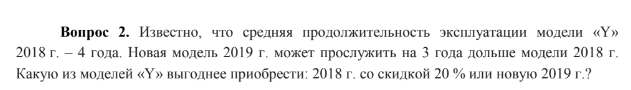 Вопрос 2. Известно, что средняя продолжительность эксплуатации модели «Y»
2018 г. – 4 года. Новая модель 2019 г. может прослужить на 3 года дольше модели 2018 г.
Какую из моделей «Y» выгоднее приобрести: 2018 г. со скидкой 20 % или новую 2019 г.?